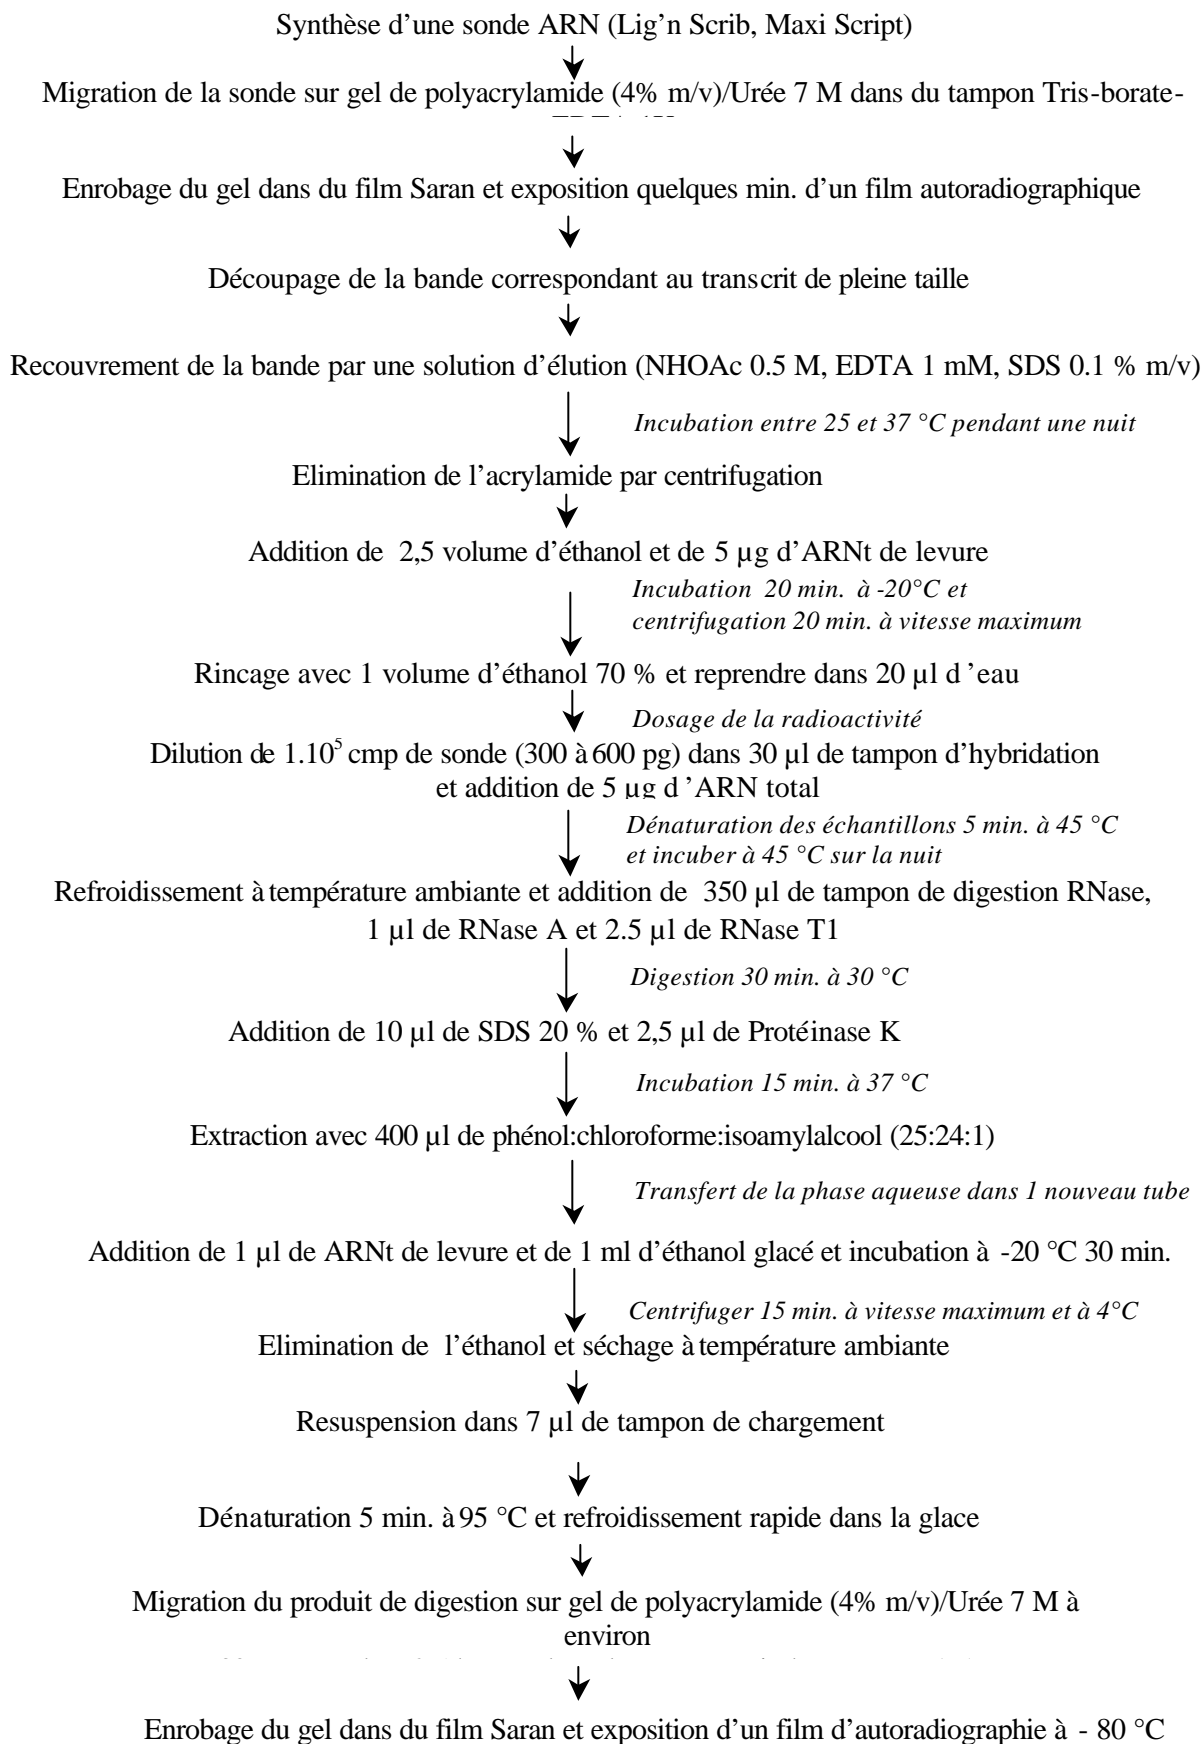 Synthèse d’une sonde ARN (Lig’n Scrib, Maxi Script)
Migration de la sonde sur gel de polyacrylamide (4% m/v)/Urée 7 M dans du tampon Tris-borate-
Enrobage du gel dans du film Saran et exposition quelques min. d’un film autoradiographique
Découpage de la bande correspondant au transcrit de pleine taille
Recouvrement de la bande par une solution d’élution (NHOAc 0.5 M, EDTA 1 mM, SDS 0.1 % m/v)
Incubation entre 25 et 37 °C pendant une nuit
Elimination de l’acrylamide par centrifugation
Addition de 2,5 volume d’éthanol et de 5 µg d’ARNt de levure
Incubation 20 min. à -20°C et
centrifugation 20 min. à vitesse maximum
Rincage avec 1 volume d’éthanol 70 % et reprendre dans 20 µl d ’eau
Dosage de la radioactivité
Dilution de 1.10⁵ cmp de sonde (300 à 600 pg) dans 30 µl de tampon d’hybridation
et addition de 5 µg d ’ARN total
Dénaturation des échantillons 5 min. à 45 °C
et incuber à 45 °C sur la nuit
Refroidissement à température ambiante et addition de 350 µl de tampon de digestion RNase,
1 µl de RNase A et 2.5 µl de RNase T1
Digestion 30 min. à 30 °C
Addition de 10 µl de SDS 20 % et 2,5 µl de Protéinase K
Incubation 15 min. à 37 °C
Extraction avec 400 µl de phénol:chloroforme:isoamylalcool (25:24:1)
Transfert de la phase aqueuse dans 1 nouveau tube
Addition de 1 µl de ARNt de levure et de 1 ml d’éthanol glacé et incubation à -20 °C 30 min.
Centrifuger 15 min. à vitesse maximum et à 4°C
Elimination de l’éthanol et séchage à température ambiante
Resuspension dans 7 µl de tampon de chargement
Dénaturation 5 min. à 95 °C et refroidissement rapide dans la glace
Migration du produit de digestion sur gel de polyacrylamide (4% m/v)/Urée 7 M à
environ
Enrobage du gel dans du film Saran et exposition d’un film d’autoradiographie à - 80 °C